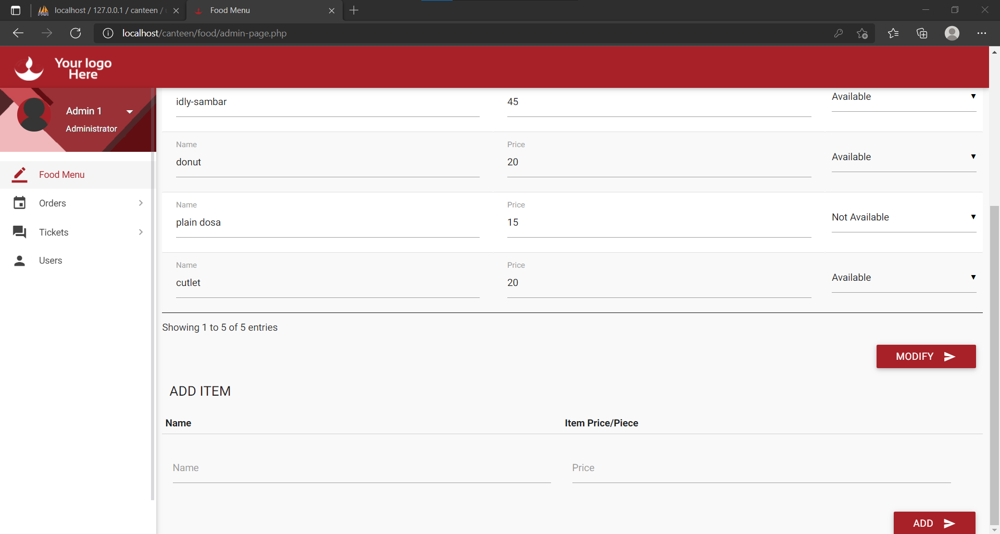 localhost / 127.0.0.1 / canteen /
Food Menu
localhost/canteen/food/admin-page.php
Your logo
Here
Admin 1
Administrator
Food Menu
Orders
Tickets
Users
idly-sambar 45 Available
Name Price
donut 20 Available
Name Price
plain dosa 15 Not Available
Name Price
cutlet 20 Available
Showing 1 to 5 of 5 entries
MODIFY
ADD ITEM
Name Item Price/Piece
Name Price
ADD